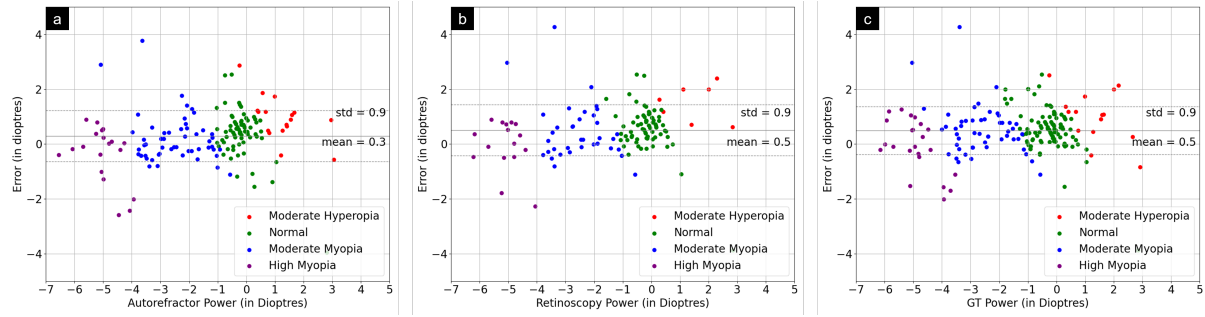 a
4
2
0
−2
−4
Error (in dioptres)
std = 0.9
mean = 0.3
Moderate Hyperopia
Normal
Moderate Myopia
High Myopia
−7 −6 −5 −4 −3 −2 −1 0 1 2 3 4 5
Autorefractor Power (in Dioptres)
b
4
2
0
−2
−4
Error (in dioptres)
std = 0.9
mean = 0.5
Moderate Hyperopia
Normal
Moderate Myopia
High Myopia
−7 −6 −5 −4 −3 −2 −1 0 1 2 3 4 5
Retinoscopy Power (in Dioptres)
c
4
2
0
−2
−4
Error (in dioptres)
std = 0.9
mean = 0.5
Moderate Hyperopia
Normal
Moderate Myopia
High Myopia
−7 −6 −5 −4 −3 −2 −1 0 1 2 3 4 5
GT Power (in Dioptres)